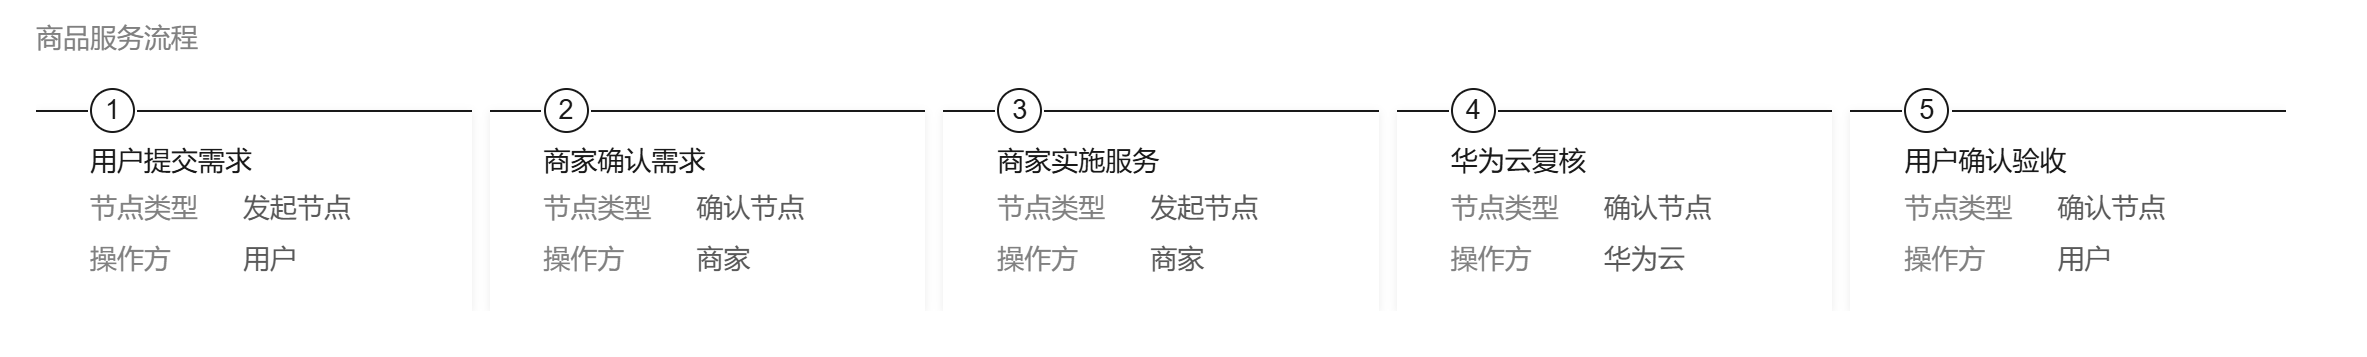 商品服务流程
1
用户提交需求
节点类型 发起节点
操作方 用户
2
商家确认需求
节点类型 确认节点
操作方 商家
3
商家实施服务
节点类型 发起节点
操作方 商家
4
华为云复核
节点类型 确认节点
操作方 华为云
5
用户确认验收
节点类型 确认节点
操作方 用户